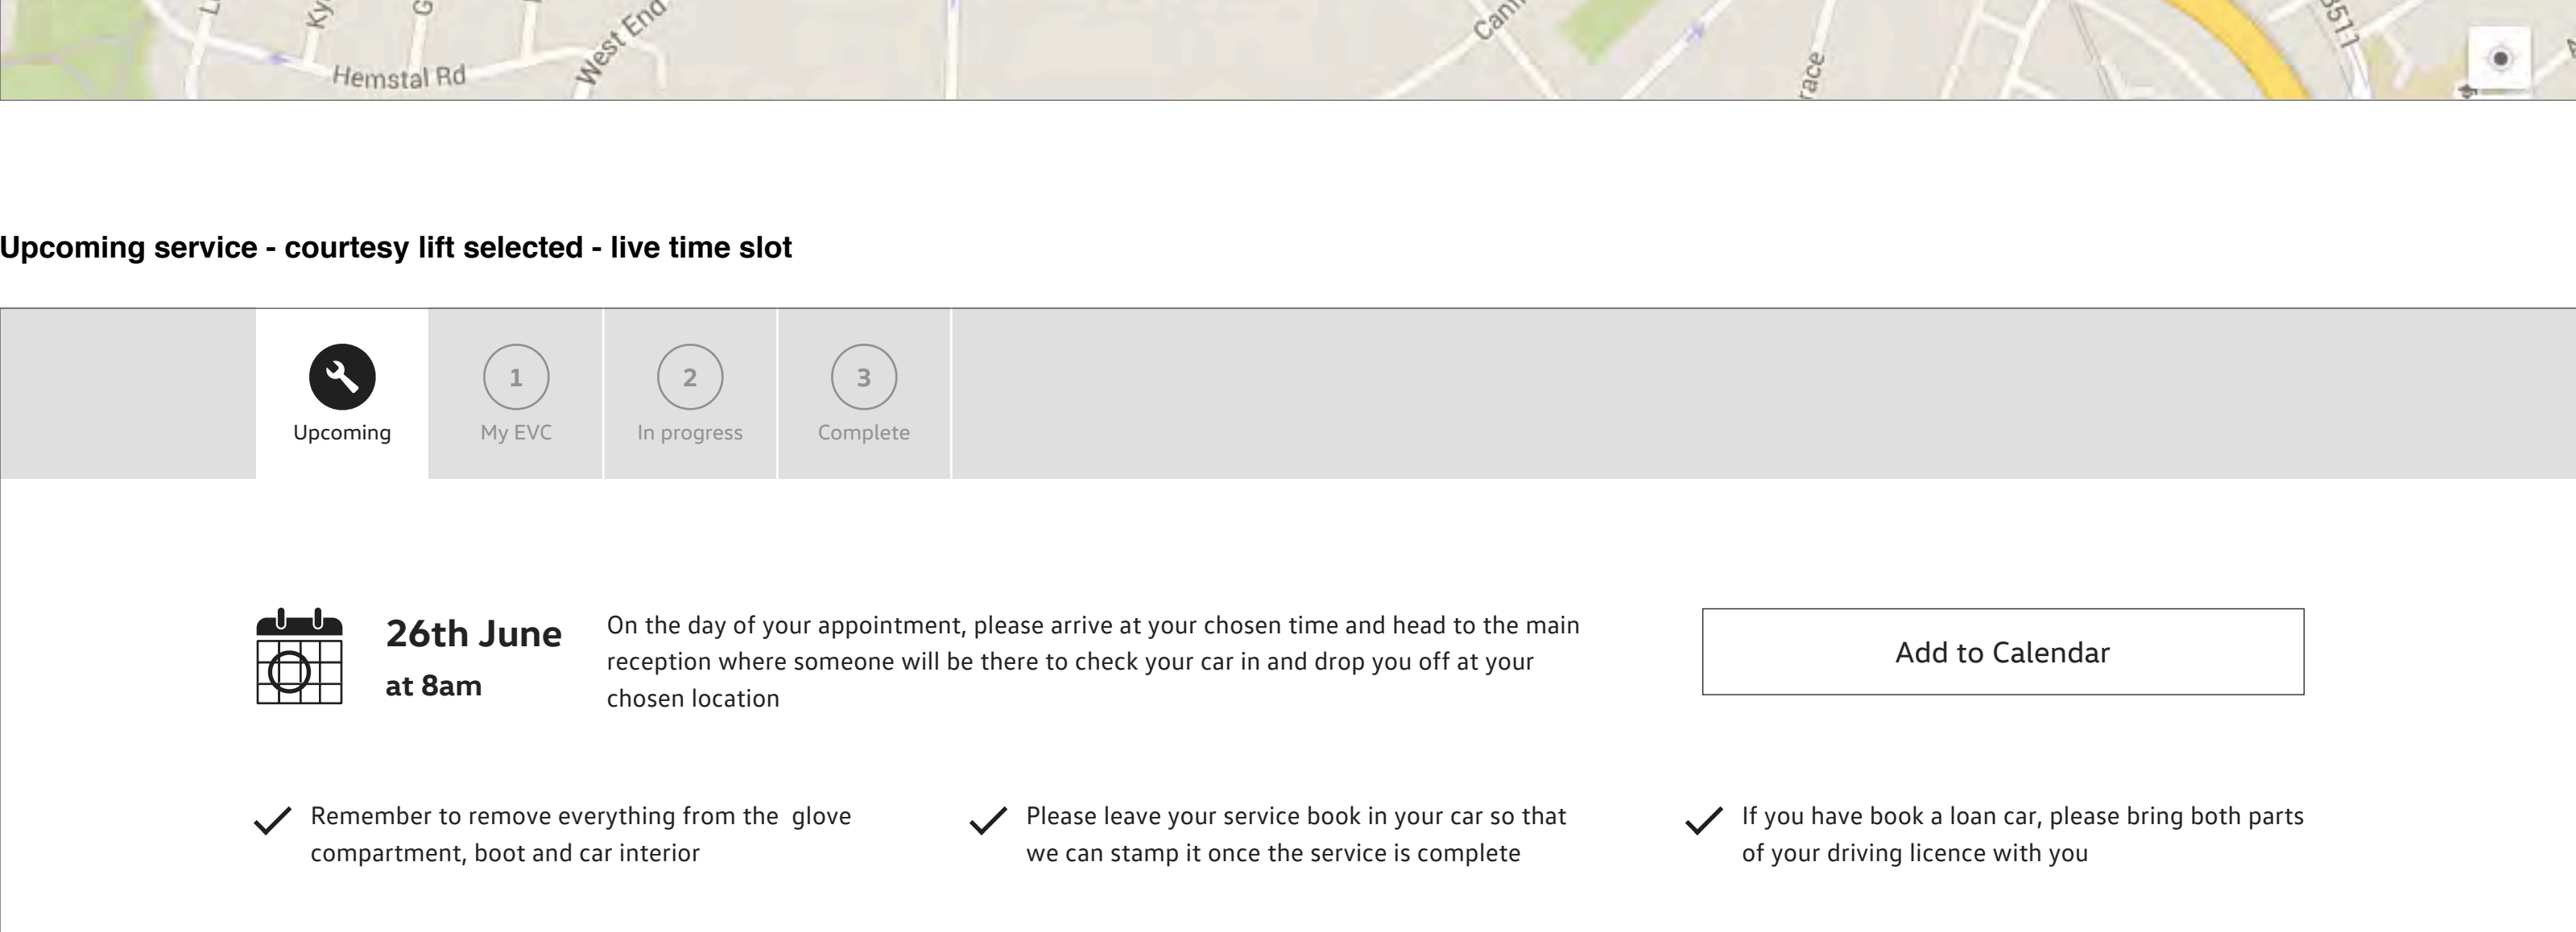 Hemstal Rd
West End
Upcoming service - courtesy lift selected - live time slot
1
2
3
Upcoming
My EVC
In progress
Complete
26th June
at 8am
On the day of your appointment, please arrive at your chosen time and head to the main
reception where someone will be there to check your car in and drop you off at your
chosen location
Add to Calendar
Remember to remove everything from the  glove
compartment, boot and car interior
Please leave your service book in your car so that
we can stamp it once the service is complete
If you have book a loan car, please bring both parts
of your driving licence with you